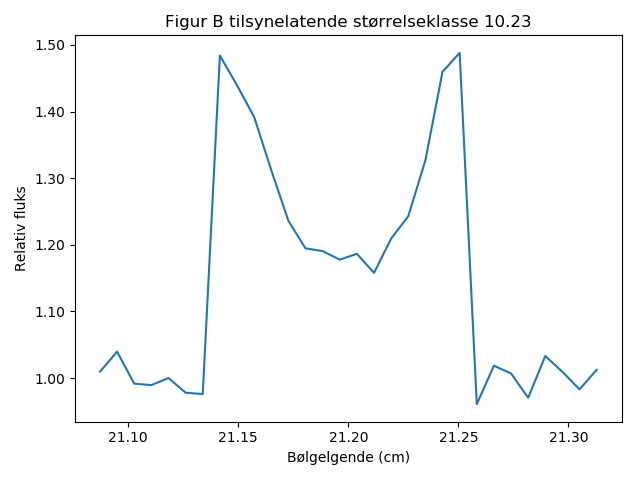 Figur B tilsynelatende størrelseklasse 10.23
1.50
1.40
1.30
1.20
1.10
1.00
Relativ fluks
21.10 21.15 21.20 21.25 21.30
Bølgelgende (cm)